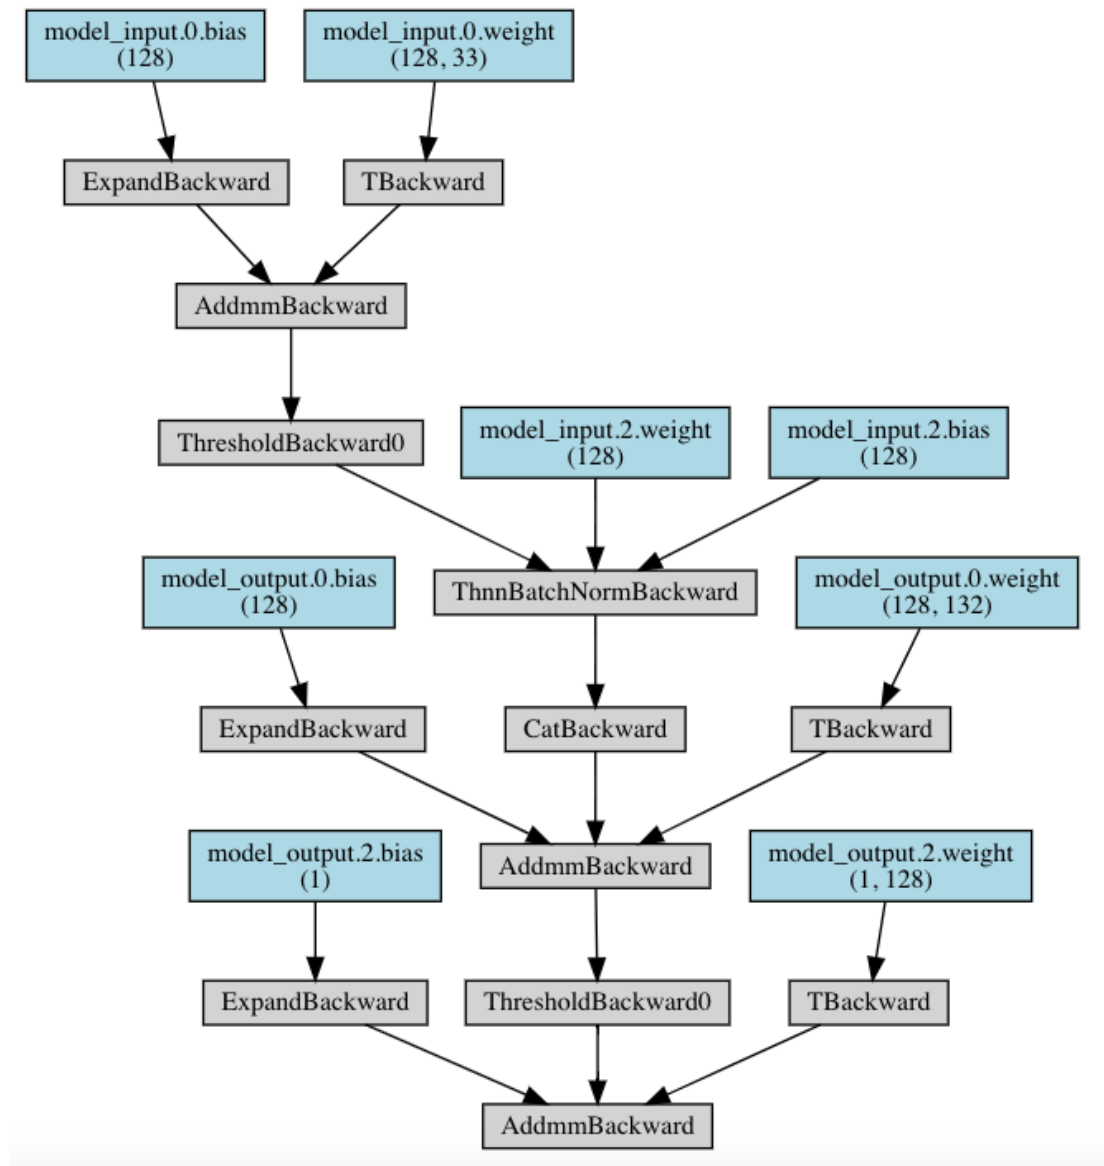 model_input.0.bias
(128)
model_input.0.weight
(128, 33)
ExpandBackward
TBackward
AddmmBackward
ThresholdBackward0
model_input.2.weight
(128)
model_input.2.bias
(128)
model_output.0.bias
(128)
ThnnBatchNormBackward
model_output.0.weight
(128, 132)
ExpandBackward
CatBackward
TBackward
model_output.2.bias
(1)
AddmmBackward
model_output.2.weight
(1, 128)
ExpandBackward
ThresholdBackward0
TBackward
AddmmBackward